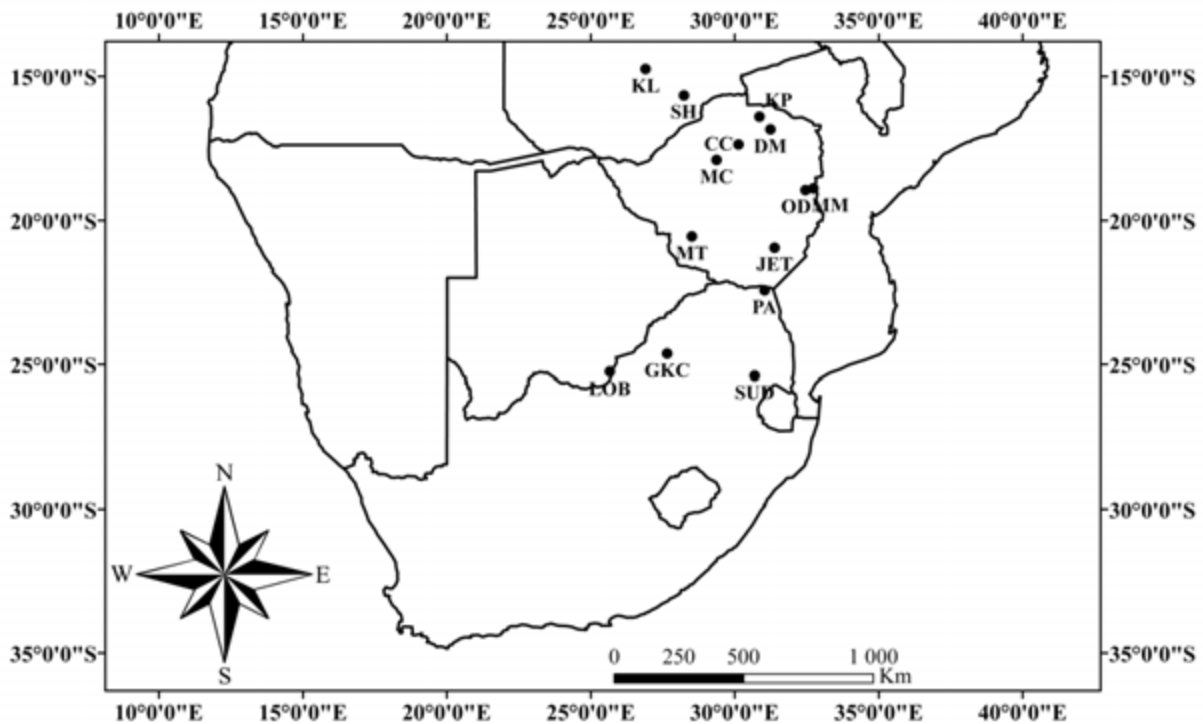 10°0'0"E 15°0'0"E 20°0'0"E 25°0'0"E 30°0'0"E 35°0'0"E 40°0'0"E
15°0'0"S 15°0'0"S
KL
SH
KP
CC
DM
MC
ODMM
20°0'0"S 20°0'0"S
MT
JET
PA
25°0'0"S 25°0'0"S
GKC
LOB
SUD
N
30°0'0"S 30°0'0"S
W E
S
35°0'0"S 35°0'0"S
0 250 500 1 000
Km
10°0'0"E 15°0'0"E 20°0'0"E 25°0'0"E 30°0'0"E 35°0'0"E 40°0'0"E